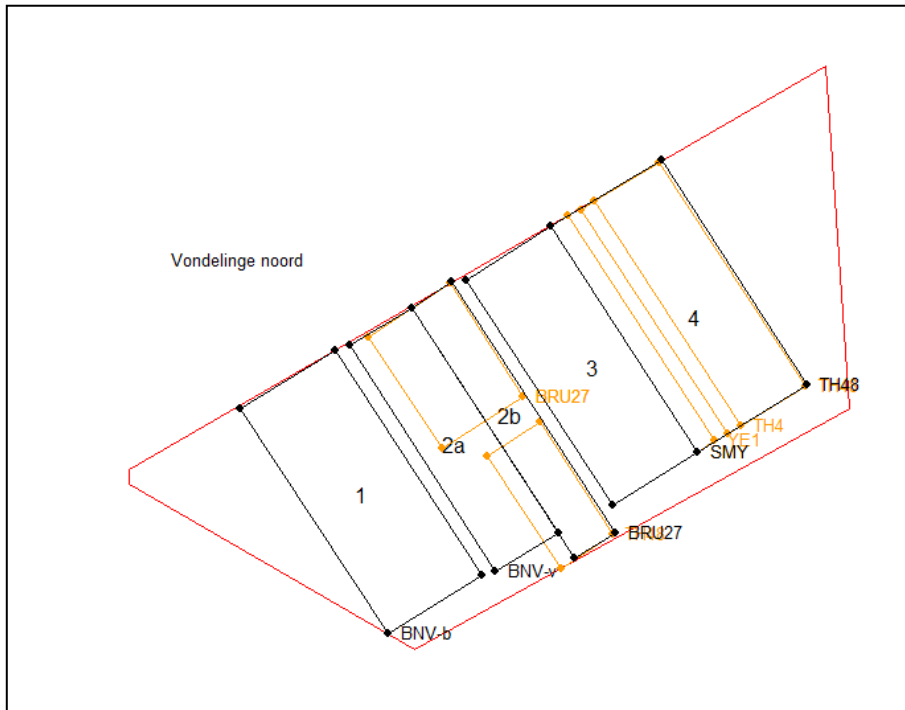 Vondelinge noord
4
3
TH48
BRU27
2b
2a
TH4
YE1
SMY
1
BRU27
BNV-v
BNV-b